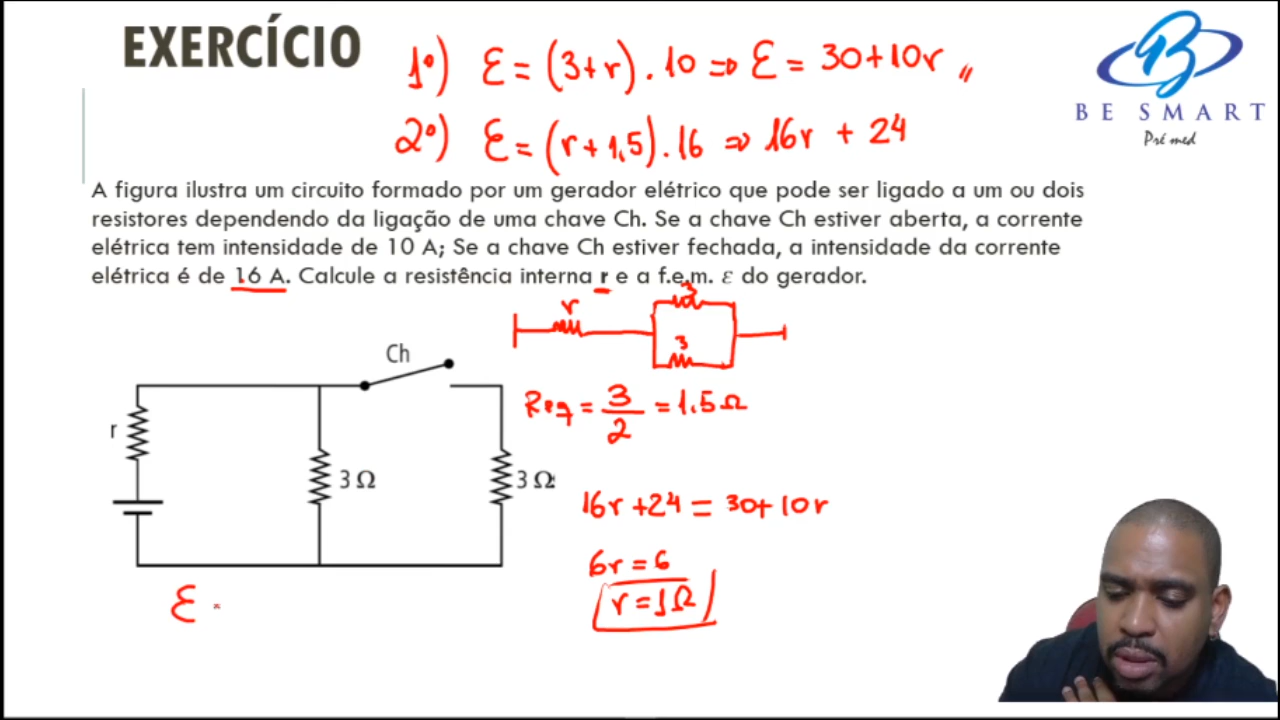 EXERCÍCIO
1º) Ɛ = (3+r) . 10 => Ɛ = 30+10r //
BE SMART
Pré med
2º) Ɛ = (r+1,5) . 16 => 16r + 24
A figura ilustra um circuito formado por um gerador elétrico que pode ser ligado a um ou dois
resistores dependendo da ligação de uma chave Ch. Se a chave Ch estiver aberta, a corrente
elétrica tem intensidade de 10 A; Se a chave Ch estiver fechada, a intensidade da corrente
elétrica é de 16 A. Calcule a resistência interna r e a f.e.m. ε do gerador.
r
3
3
Ch
Req = 3/2 = 1.5 Ω
r
3 Ω
3 Ω
16r + 24 = 30 + 10r
6r = 6
r = 1 Ω
Ɛ